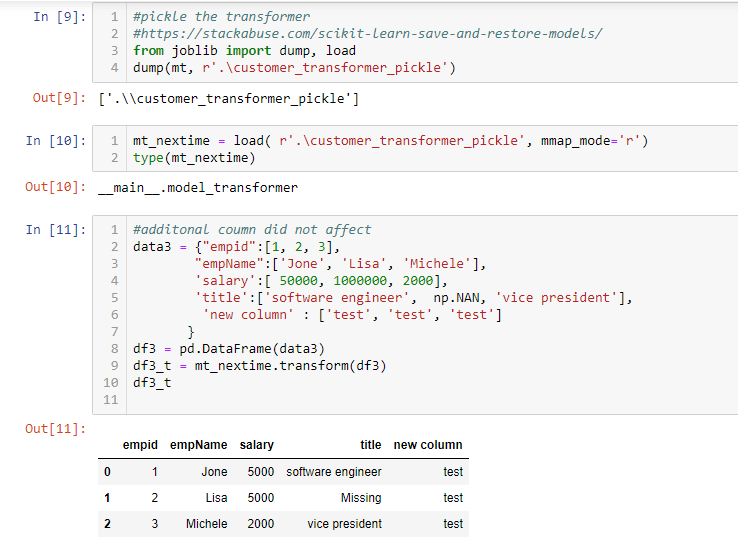 In [9]:
1 #pickle the transformer
2 #https://stackabuse.com/scikit-learn-save-and-restore-models/
3 from joblib import dump, load
4 dump(mt, r'.\customer_transformer_pickle')
Out[9]: ['.\\customer_transformer_pickle']
In [10]:
1 mt_nextime = load( r'.\customer_transformer_pickle', mmap_mode='r')
2 type(mt_nextime)
Out[10]: __main__.model_transformer
In [11]:
1 #additonal coumn did not affect
2 data3 = {"empid":[1, 2, 3],
3 "empName":['Jone', 'Lisa', 'Michele'],
4 'salary':[ 50000, 1000000, 2000],
5 'title':['software engineer',  np.NAN, 'vice president'],
6 'new column' : ['test', 'test', 'test']
7 }
8 df3 = pd.DataFrame(data3)
9 df3_t = mt_nextime.transform(df3)
10 df3_t
11
Out[11]:
empid empName salary title new column
0 1 Jone 5000 software engineer test
1 2 Lisa 5000 Missing test
2 3 Michele 2000 vice president test